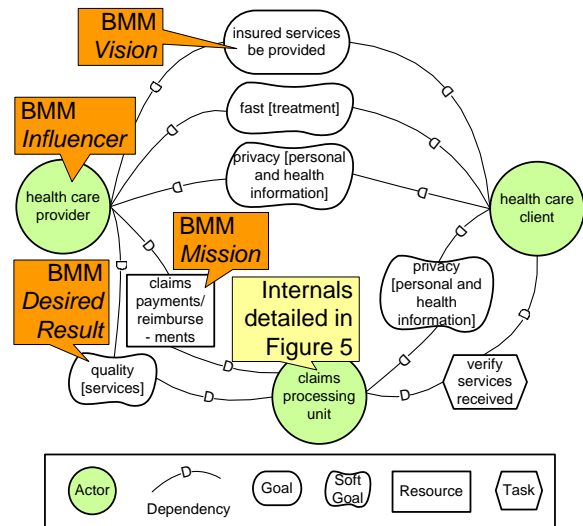 BMM
Vision
insured services
be provided
fast [treatment]
BMM
Influencer
privacy [personal
and health
information]
health care
provider
health care
client
BMM
Mission
claims
payments/
reimburse
- ments
privacy
[personal and
health
information]
BMM
Desired
Result
Internals
detailed in
Figure 5
quality
[services]
claims
processing
unit
verify
services
received
D
D
D
D
D
D
D
D
D
D
D
D
D
D
Actor
D
Dependency
Goal
Soft
Goal
Resource
Task